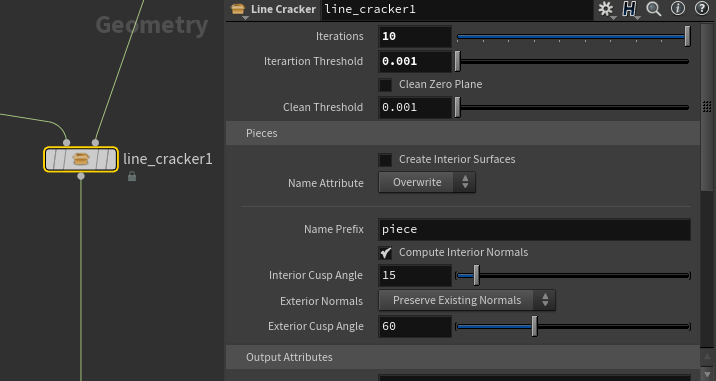 Geometry
line_cracker1
Line Cracker line_cracker1
Iterations 10
Iterartion Threshold 0.001
Clean Zero Plane
Clean Threshold 0.001
Pieces
Create Interior Surfaces
Name Attribute Overwrite
Name Prefix piece
Compute Interior Normals
Interior Cusp Angle 15
Exterior Normals Preserve Existing Normals
Exterior Cusp Angle 60
Output Attributes